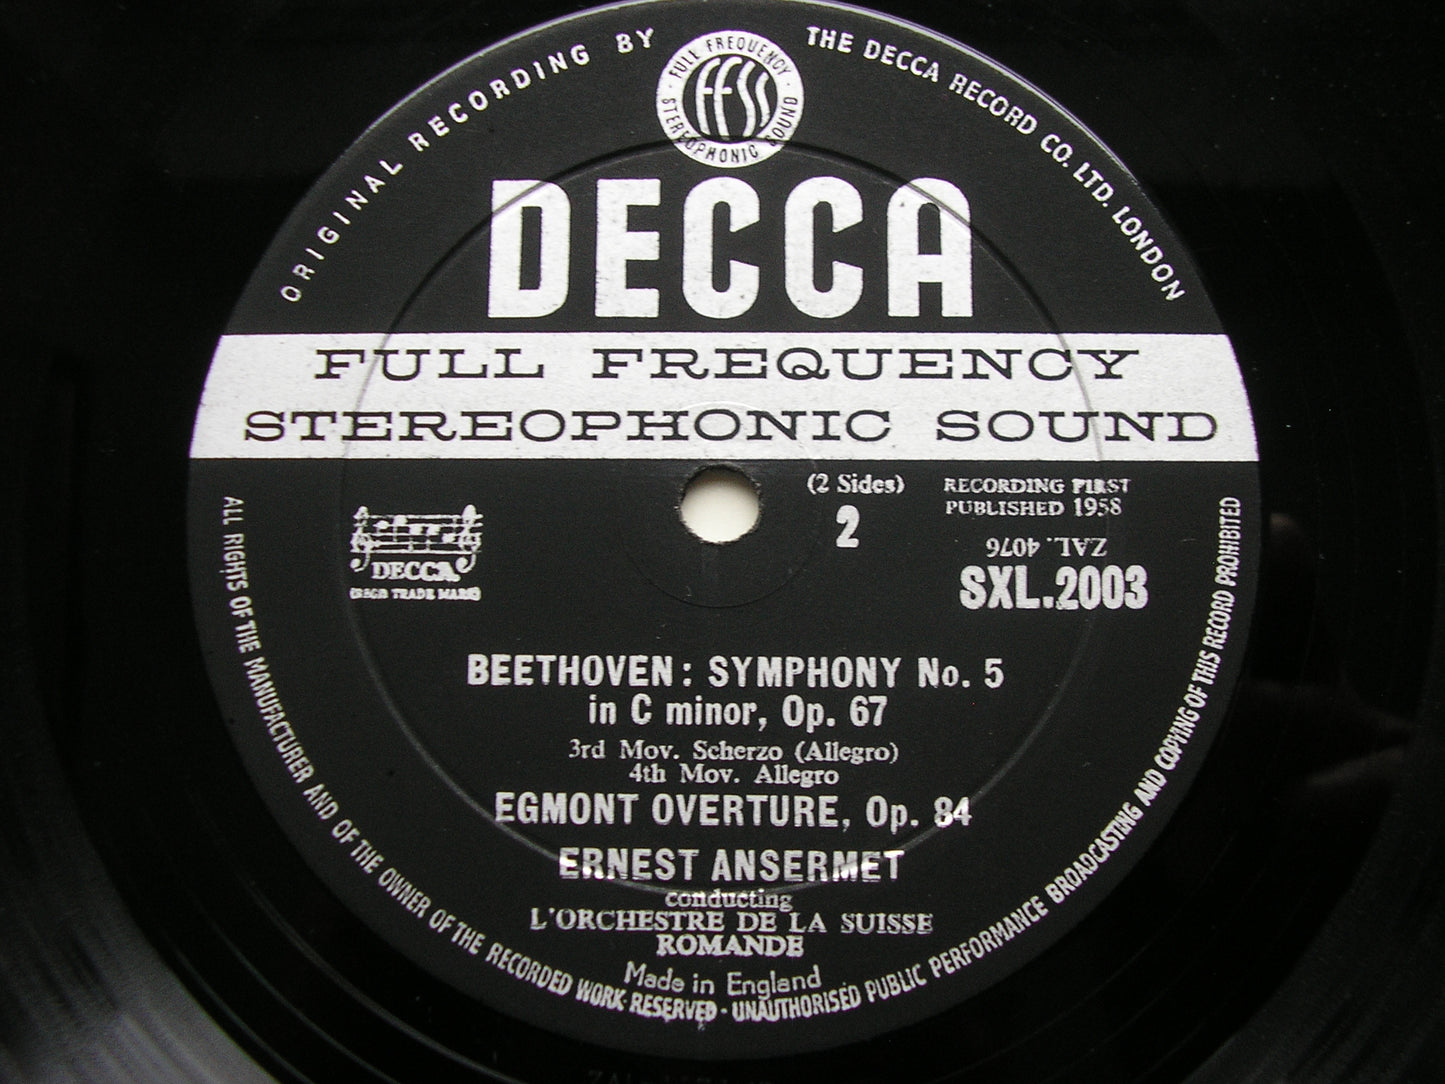 ORIGINAL RECORDING BY
THE DECCA RECORD CO. LTD. LONDON
· FULL FREQUENCY ·
STEREOPHONIC SOUND
FFSS
DECCA
FULL FREQUENCY
STEREOPHONIC SOUND
(2 Sides)
2
RECORDING FIRST
PUBLISHED 1958
ZAL. 4076
SXL.2003
DECCA
(REGD TRADE MARK)
BEETHOVEN: SYMPHONY No. 5
in C minor, Op. 67
3rd Mov. Scherzo (Allegro)
4th Mov. Allegro
EGMONT OVERTURE, Op. 84
ERNEST ANSERMET
conducting
L'ORCHESTRE DE LA SUISSE
ROMANDE
Made in England
ALL RIGHTS OF THE MANUFACTURER AND OF THE OWNER OF THE RECORDED WORK RESERVED · UNAUTHORISED PUBLIC PERFORMANCE BROADCASTING AND COPYING OF THIS RECORD PROHIBITED